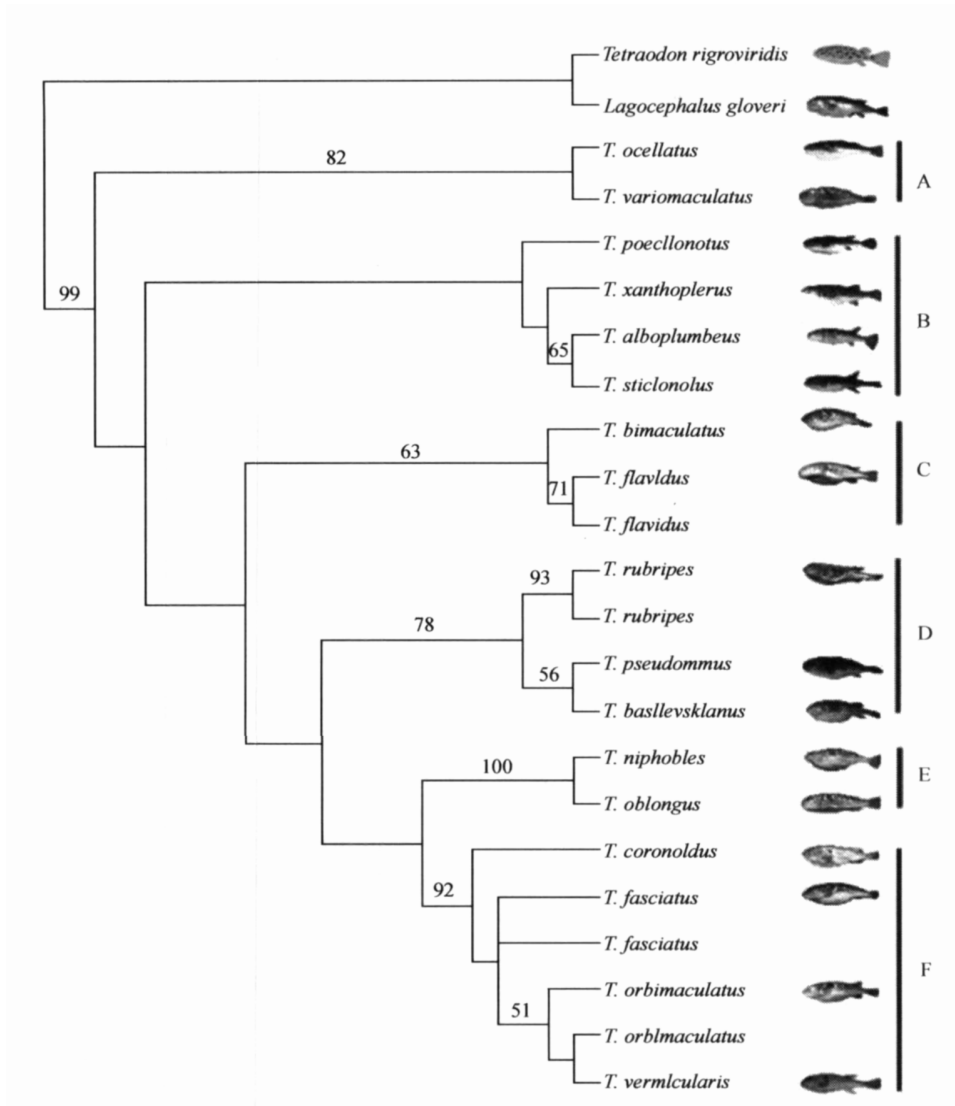 Tetraodon rigroviridis
Lagocephalus gloveri
T. ocellatus
82
A
T. variomaculatus
T. poecllonotus
99
T. xanthoplerus
B
T. alboplumbeus
65
T. sticlonolus
T. bimaculatus
63
T. flavldus
C
71
T. flavidus
T. rubripes
93
T. rubripes
78
D
T. pseudommus
56
T. basllevsklanus
T. niphobles
100
E
T. oblongus
T. coronoldus
92
T. fasciatus
T. fasciatus
F
T. orbimaculatus
51
T. orblmaculatus
T. vermlcularis